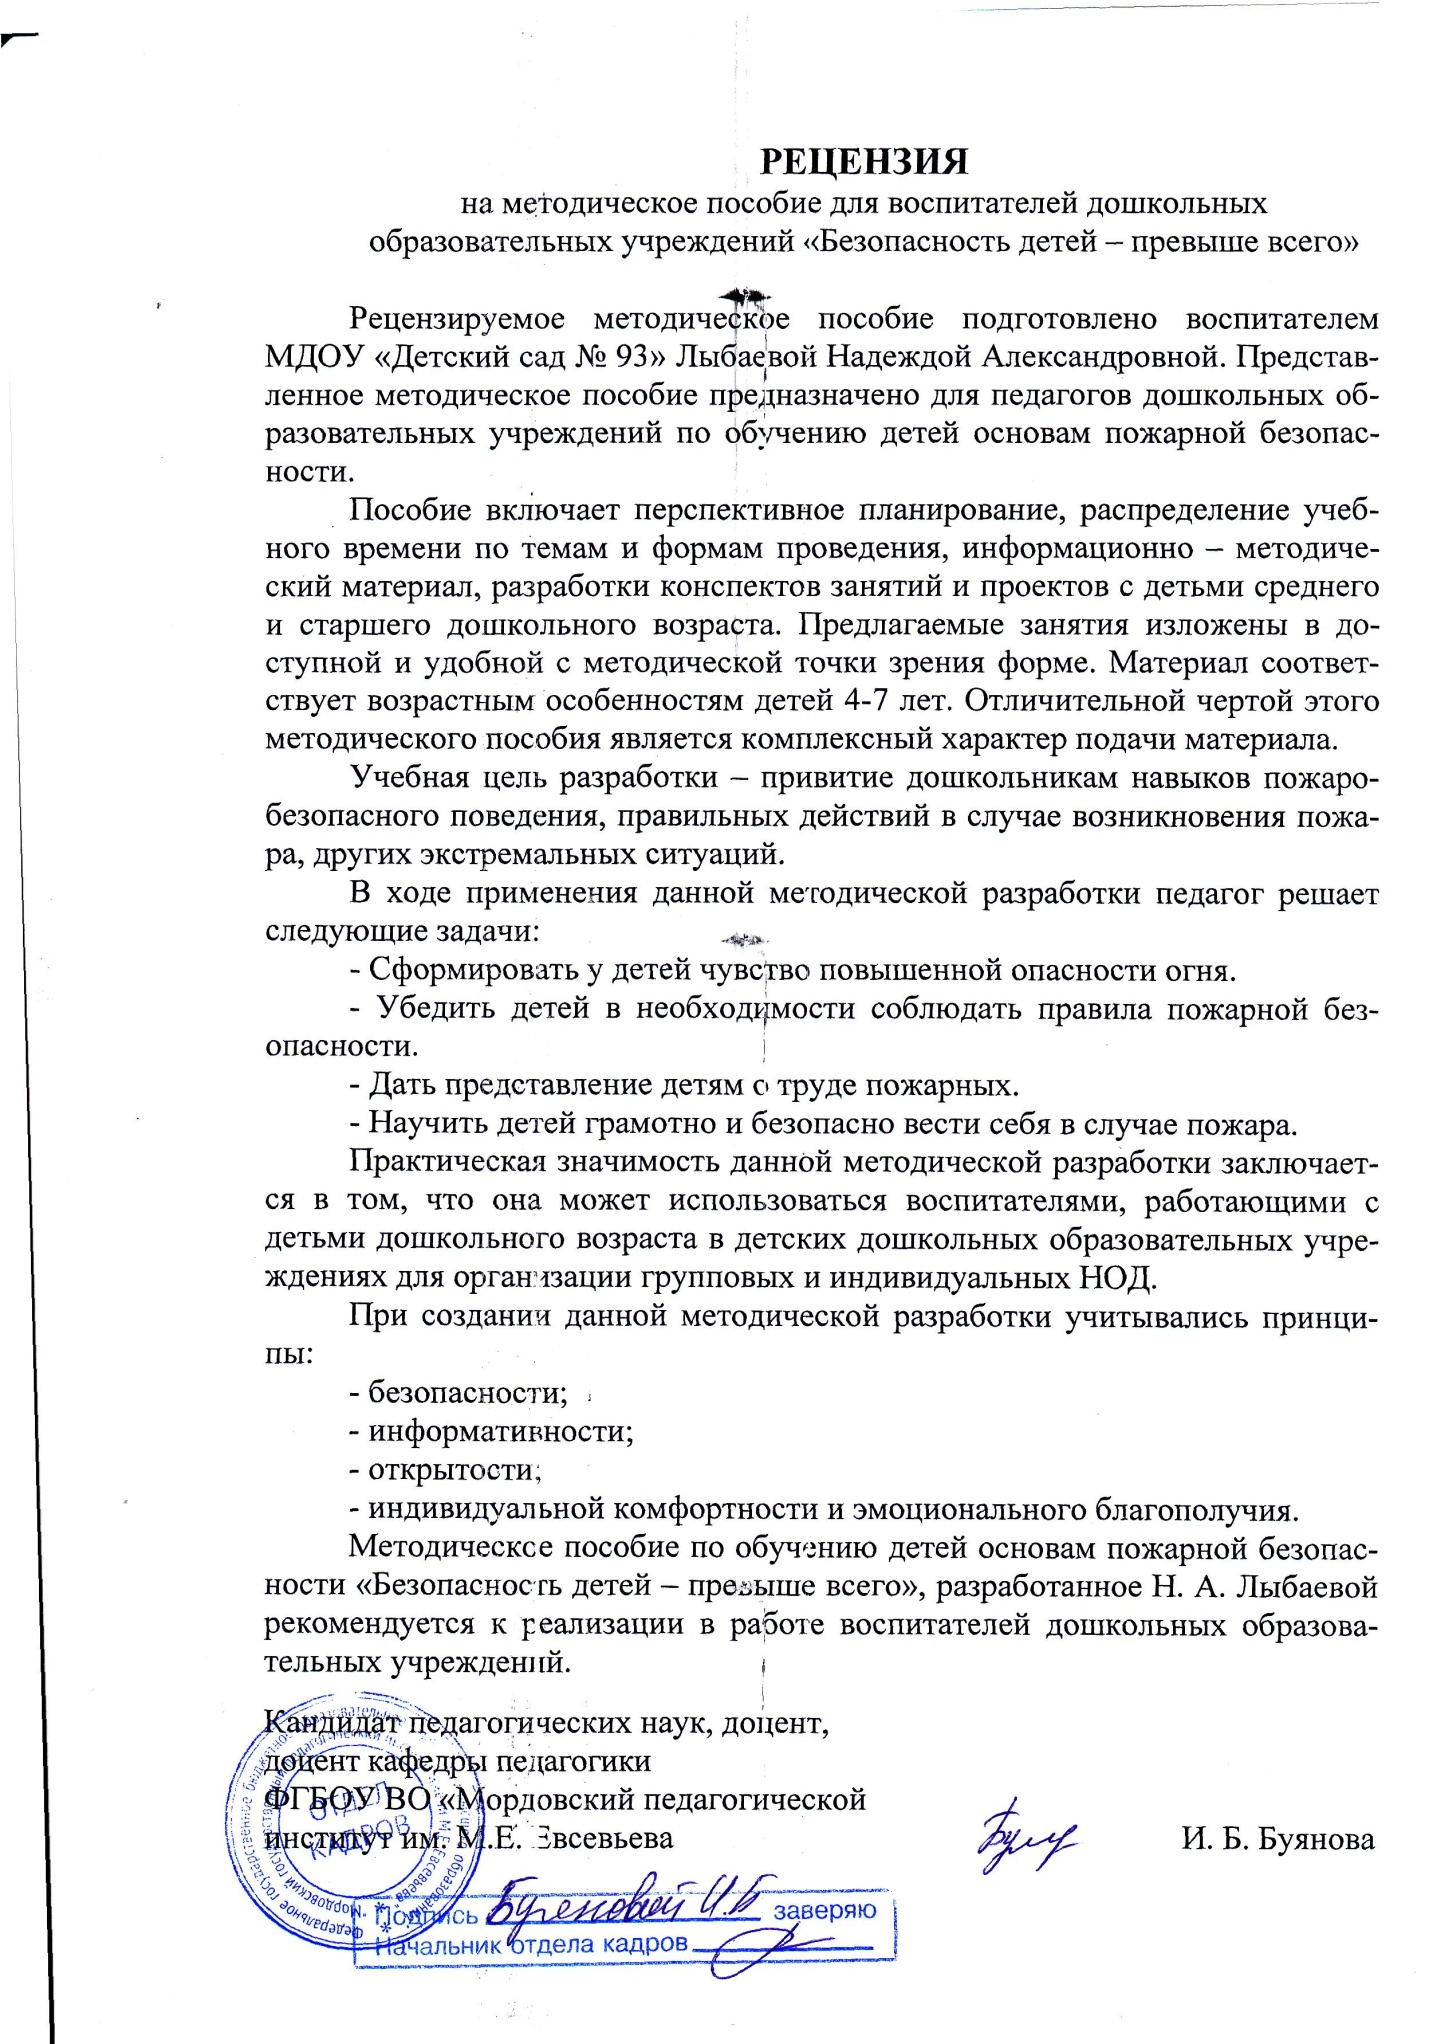 РЕЦЕНЗИЯ
на методическое пособие для воспитателей дошкольных
образовательных учреждений «Безопасность детей – превыше всего»
Рецензируемое методическое пособие подготовлено воспитателем
МДОУ «Детский сад № 93» Лыбаевой Надеждой Александровной. Представ-
ленное методическое пособие предназначено для педагогов дошкольных об-
разовательных учреждений по обучению детей основам пожарной безопас-
ности.
Пособие включает перспективное планирование, распределение учеб-
ного времени по темам и формам проведения, информационно – методиче-
ский материал, разработки конспектов занятий и проектов с детьми среднего
и старшего дошкольного возраста. Предлагаемые занятия изложены в до-
ступной и удобной с методической точки зрения форме. Материал соответ-
ствует возрастным особенностям детей 4-7 лет. Отличительной чертой этого
методического пособия является комплексный характер подачи материала.
Учебная цель разработки – привитие дошкольникам навыков пожаро-
безопасного поведения, правильных действий в случае возникновения пожа-
ра, других экстремальных ситуаций.
В ходе применения данной методической разработки педагог решает
следующие задачи:
- Сформировать у детей чувство повышенной опасности огня.
- Убедить детей в необходимости соблюдать правила пожарной без-
опасности.
- Дать представление детям о труде пожарных.
- Научить детей грамотно и безопасно вести себя в случае пожара.
Практическая значимость данной методической разработки заключает-
ся в том, что она может использоваться воспитателями, работающими с
детьми дошкольного возраста в детских дошкольных образовательных учре-
ждениях для организации групповых и индивидуальных НОД.
При создании данной методической разработки учитывались принци-
пы:
- безопасности;
- информативности;
- открытости;
- индивидуальной комфортности и эмоционального благополучия.
Методическое пособие по обучению детей основам пожарной безопас-
ности «Безопасность детей – превыше всего», разработанное Н. А. Лыбаевой
рекомендуется к реализации в работе воспитателей дошкольных образова-
тельных учреждений.
Кандидат педагогических наук, доцент,
доцент кафедры педагогики
ФГБОУ ВО «Мордовский педагогической
институт им. М.Е. Евсевьева И. Б. Буянова
ОТДЕЛ
КАДРОВ
Подпись Буяновой И.Б заверяю
Начальник отдела кадров